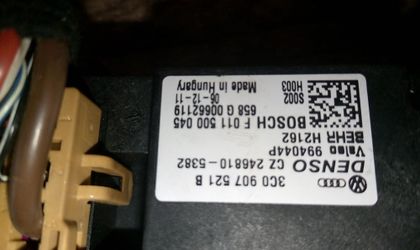 3C0 907 521 B
DENSO CZ 246810-5382
Valeo 994044P
BEHR H2162
BOSCH F 011 500 045
658 G 00662119
06-12-11
Made in Hungary
S002
H003